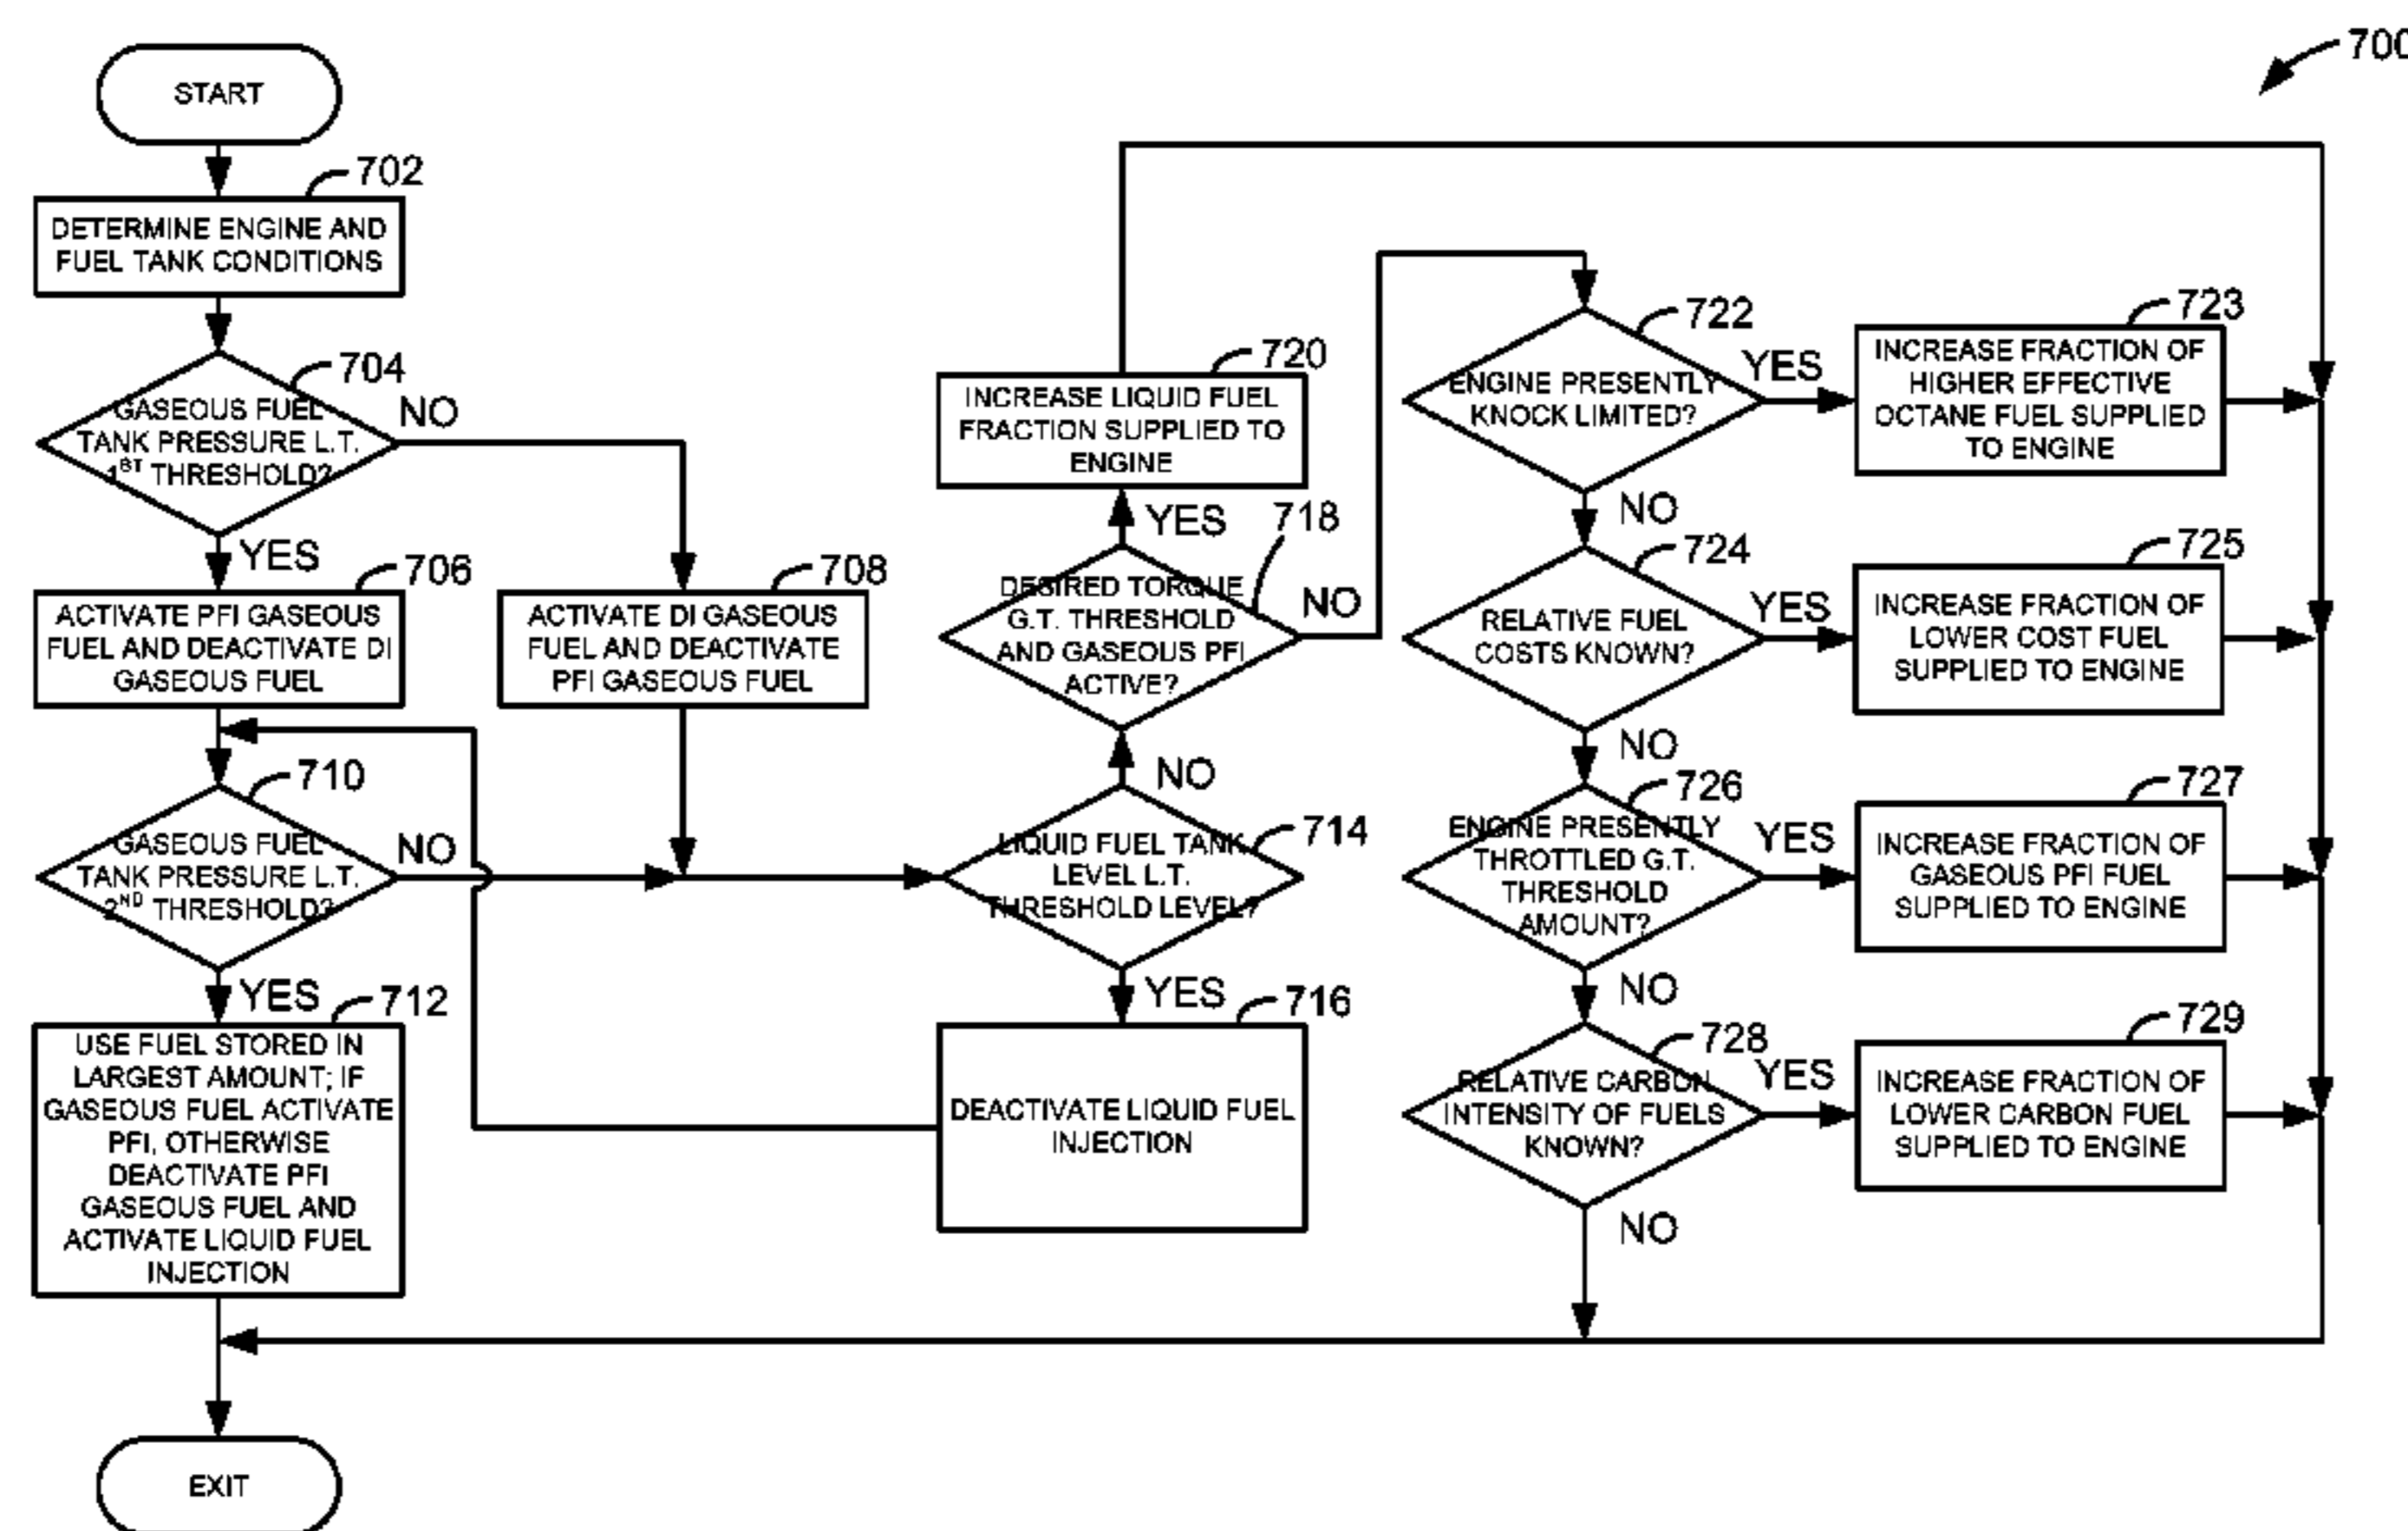 700
START
702
DETERMINE ENGINE AND
FUEL TANK CONDITIONS
704
GASEOUS FUEL
TANK PRESSURE L.T.
1ST THRESHOLD?
NO
YES
706
ACTIVATE PFI GASEOUS
FUEL AND DEACTIVATE DI
GASEOUS FUEL
708
ACTIVATE DI GASEOUS
FUEL AND DEACTIVATE
PFI GASEOUS FUEL
710
GASEOUS FUEL
TANK PRESSURE L.T.
2ND THRESHOLD?
NO
YES
712
USE FUEL STORED IN
LARGEST AMOUNT; IF
GASEOUS FUEL ACTIVATE
PFI, OTHERWISE
DEACTIVATE PFI
GASEOUS FUEL AND
ACTIVATE LIQUID FUEL
INJECTION
EXIT
720
INCREASE LIQUID FUEL
FRACTION SUPPLIED TO
ENGINE
YES
718
DESIRED TORQUE
G.T. THRESHOLD
AND GASEOUS PFI
ACTIVE?
NO
NO
714
LIQUID FUEL TANK
LEVEL L.T.
THRESHOLD LEVEL?
YES
716
DEACTIVATE LIQUID FUEL
INJECTION
722
ENGINE PRESENTLY
KNOCK LIMITED?
YES
NO
723
INCREASE FRACTION OF
HIGHER EFFECTIVE
OCTANE FUEL SUPPLIED
TO ENGINE
724
RELATIVE FUEL
COSTS KNOWN?
YES
NO
725
INCREASE FRACTION OF
LOWER COST FUEL
SUPPLIED TO ENGINE
726
ENGINE PRESENTLY
THROTTLED G.T.
THRESHOLD
AMOUNT?
YES
NO
727
INCREASE FRACTION OF
GASEOUS PFI FUEL
SUPPLIED TO ENGINE
728
RELATIVE CARBON
INTENSITY OF FUELS
KNOWN?
YES
NO
729
INCREASE FRACTION OF
LOWER CARBON FUEL
SUPPLIED TO ENGINE